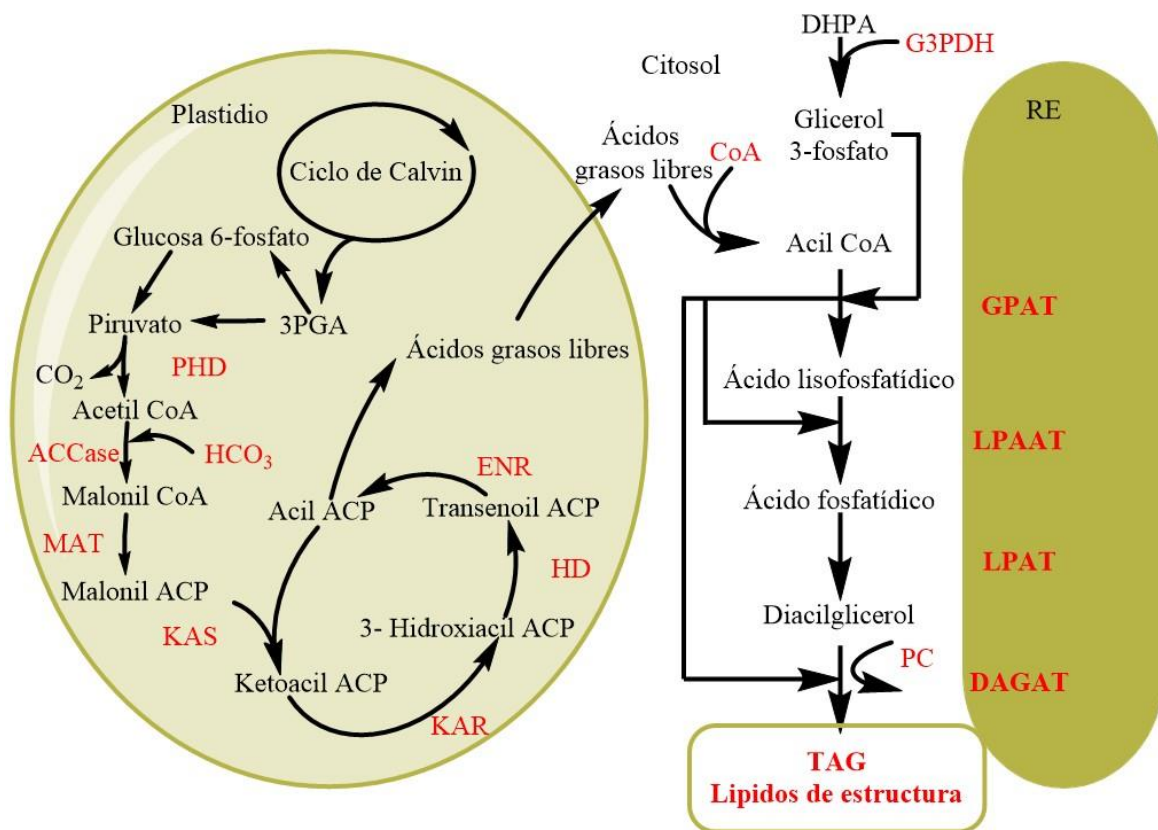 Plastidio
Ciclo de Calvin
Glucosa 6-fosfato
Piruvato
3PGA
PHD
CO₂
Acetil CoA
ACCase
HCO₃
Malonil CoA
MAT
Malonil ACP
KAS
Ketoacil ACP
KAR
3- Hidroxiacil ACP
HD
Transenoil ACP
ENR
Acil ACP
Ácidos grasos libres
Citosol
Ácidos
grasos libres
CoA
DHPA
G3PDH
Glicerol
3-fosfato
Acil CoA
Ácido lisofosfatídico
Ácido fosfatídico
Diacilglicerol
PC
TAG
Lipidos de estructura
RE
GPAT
LPAAT
LPAT
DAGAT